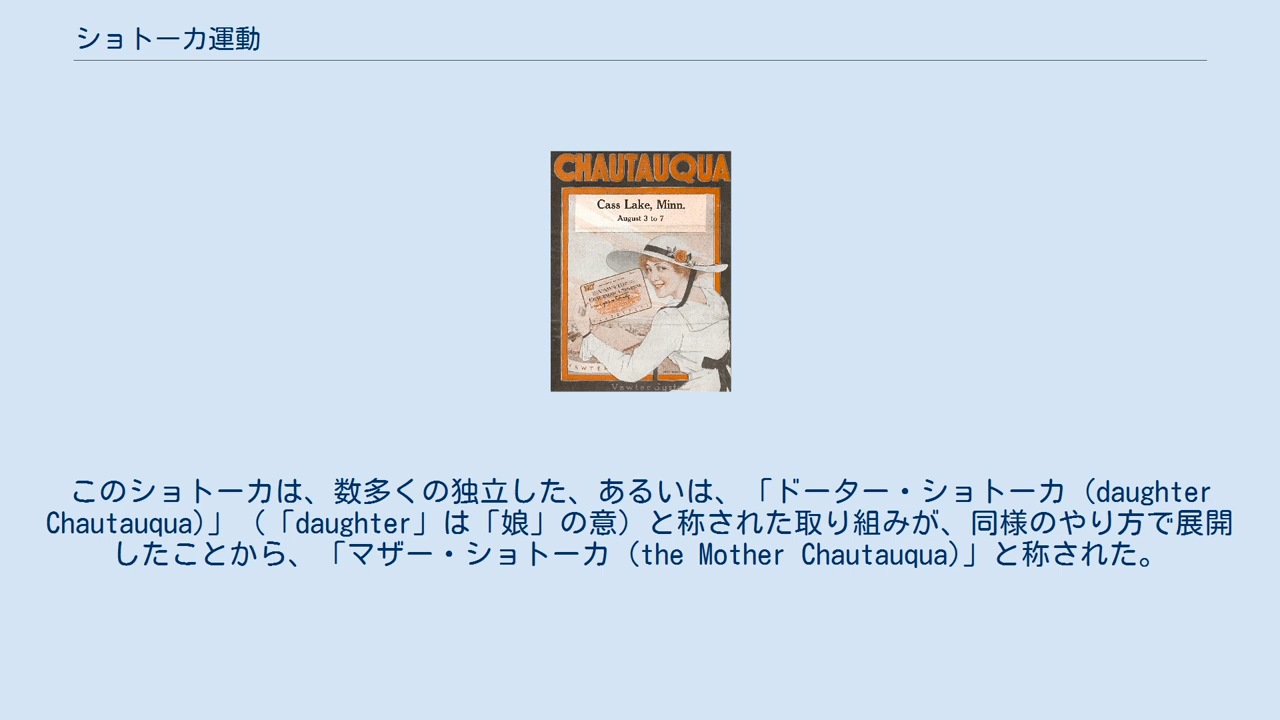 ショトーカ運動
CHAUTAUQUA
Cass Lake, Minn.
August 3 to 7
このショトーカは、数多くの独立した、あるいは、「ドーター・ショトーカ (daughter
Chautauqua)」（「daughter」は「娘」の意）と称された取り組みが、同様のやり方で展開
したことから、「マザー・ショトーカ (the Mother Chautauqua)」と称された。